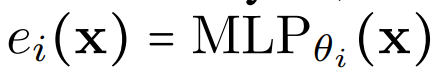 e_i(𝐱) = MLP_{θ_i}(𝐱)